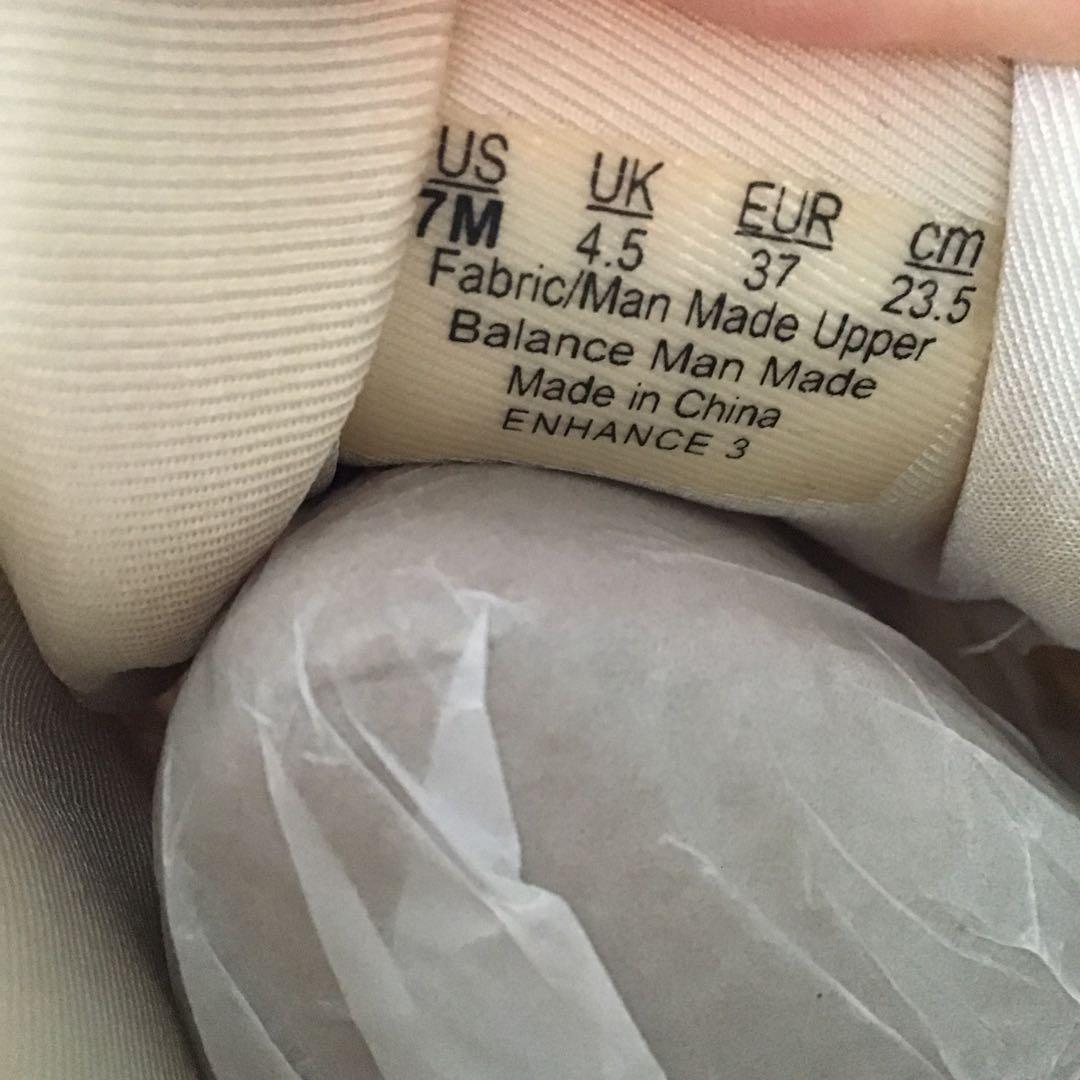 US UK EUR cm
7M 4.5 37 23.5
Fabric/Man Made Upper
Balance Man Made
Made in China
ENHANCE 3